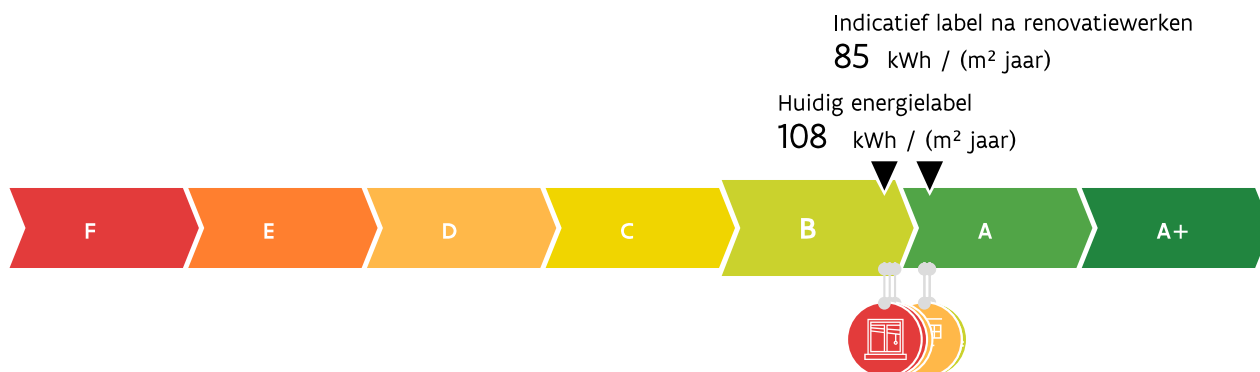 Indicatief label na renovatiewerken
85 kWh / (m² jaar)
Huidig energielabel
108 kWh / (m² jaar)
F E D C B A A+